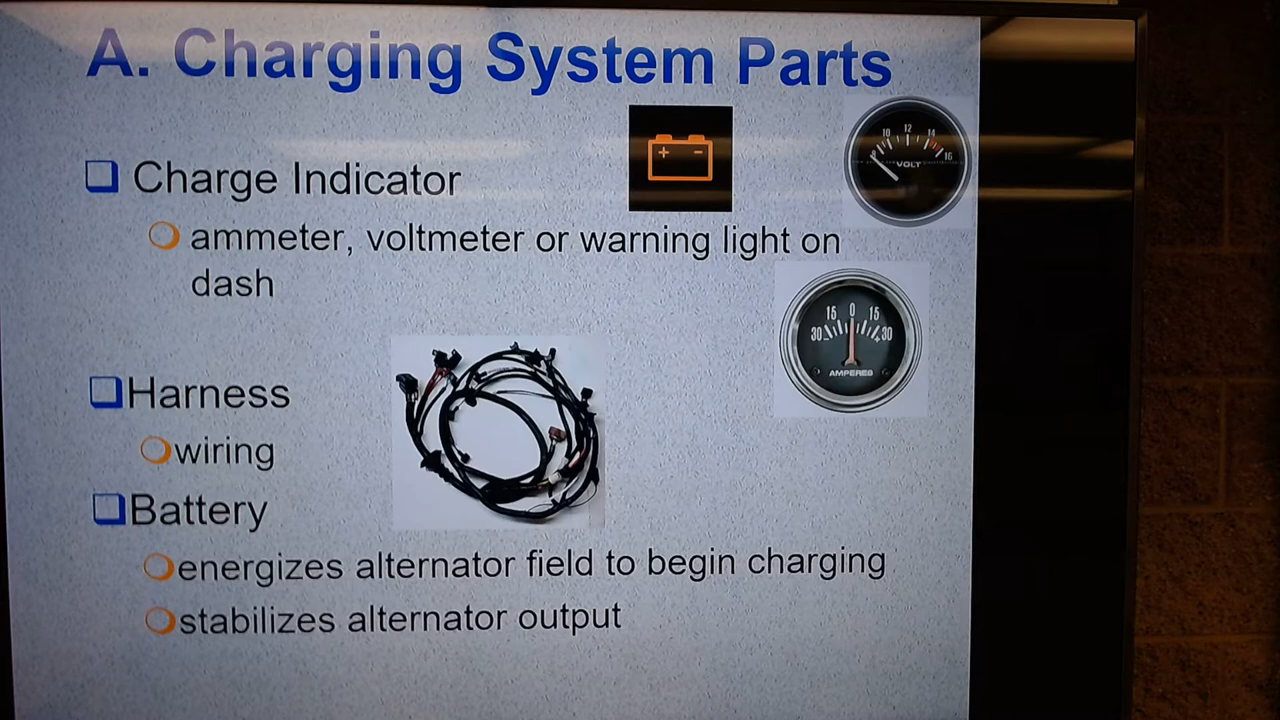 A. Charging System Parts
Charge Indicator
ammeter, voltmeter or warning light on
dash
+ -
10 12 14 16
VOLT
30 15 0 15 30
- +
AMPERES
Harness
wiring
Battery
energizes alternator field to begin charging
stabilizes alternator output